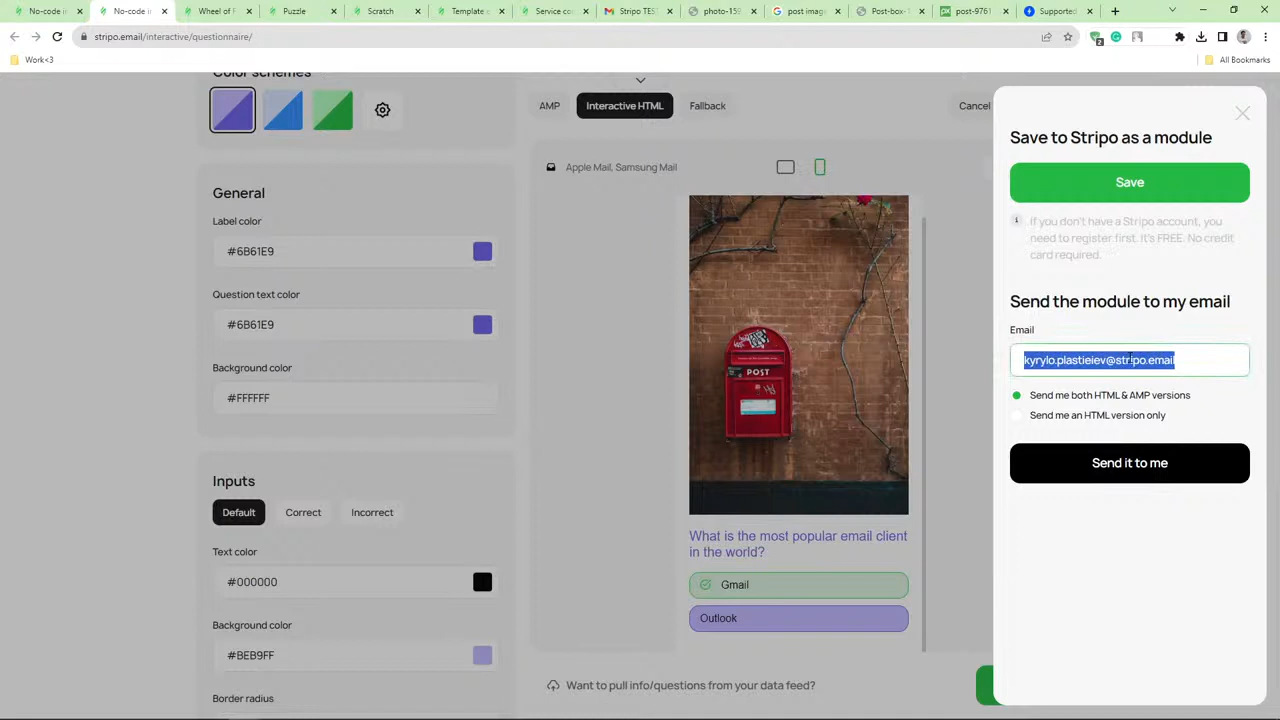 No-code in
No-code in
Wheel of F
Puzzle
Scratch
Template g
Service co
Stripo TES
photo-159
post image
Post-box-1
post-9761
Supported
stripo.email/interactive/questionnaire/
2
Work<3
All Bookmarks
Color schemes
AMP
Interactive HTML
Fallback
Cancel
Apple Mail, Samsung Mail
General
Label color
#6B61E9
Question text color
#6B61E9
Background color
#FFFFFF
Inputs
Default
Correct
Incorrect
Text color
#000000
Background color
#BEB9FF
Border radius
POST
What is the most popular email client
in the world?
Gmail
Outlook
Want to pull info/questions from your data feed?
Save to Stripo as a module
Save
If you don't have a Stripo account, you
need to register first. It's FREE. No credit
card required.
Send the module to my email
Email
kyrylo.plastieiev@stripo.email
Send me both HTML & AMP versions
Send me an HTML version only
Send it to me